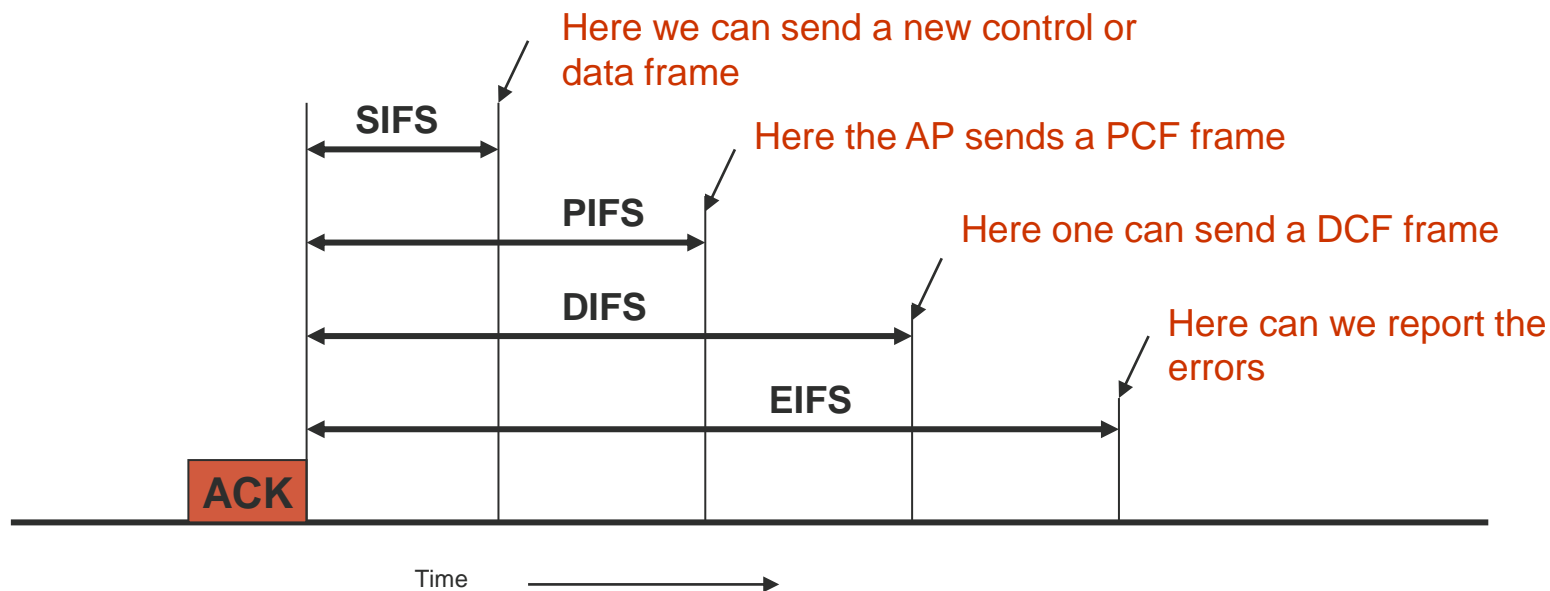 Here we can send a new control or
data frame
SIFS
Here the AP sends a PCF frame
PIFS
Here one can send a DCF frame
DIFS
Here can we report the
errors
EIFS
ACK
Time